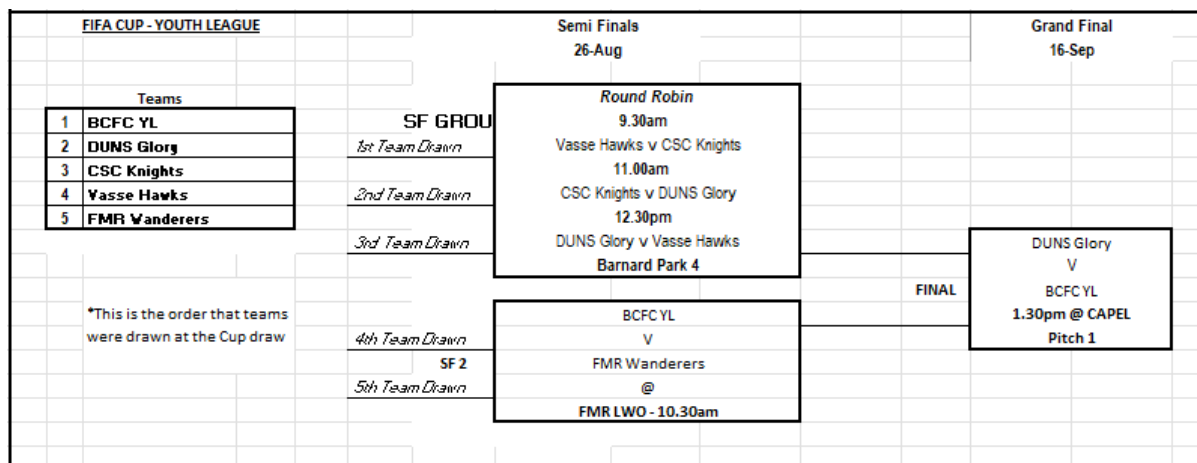 FIFA CUP - YOUTH LEAGUE
Semi Finals
26-Aug
Grand Final
16-Sep
Teams
1 BCFC YL
2 DUNS Glory
3 CSC Knights
4 Vasse Hawks
5 FMR Wanderers
*This is the order that teams
were drawn at the Cup draw
SF GROU
1st Team Drawn
2nd Team Drawn
3rd Team Drawn
Round Robin
9.30am
Vasse Hawks v CSC Knights
11.00am
CSC Knights v DUNS Glory
12.30pm
DUNS Glory v Vasse Hawks
Barnard Park 4
4th Team Drawn
SF 2
5th Team Drawn
BCFC YL
V
FMR Wanderers
@
FMR LWO - 10.30am
FINAL
DUNS Glory
V
BCFC YL
1.30pm @ CAPEL
Pitch 1